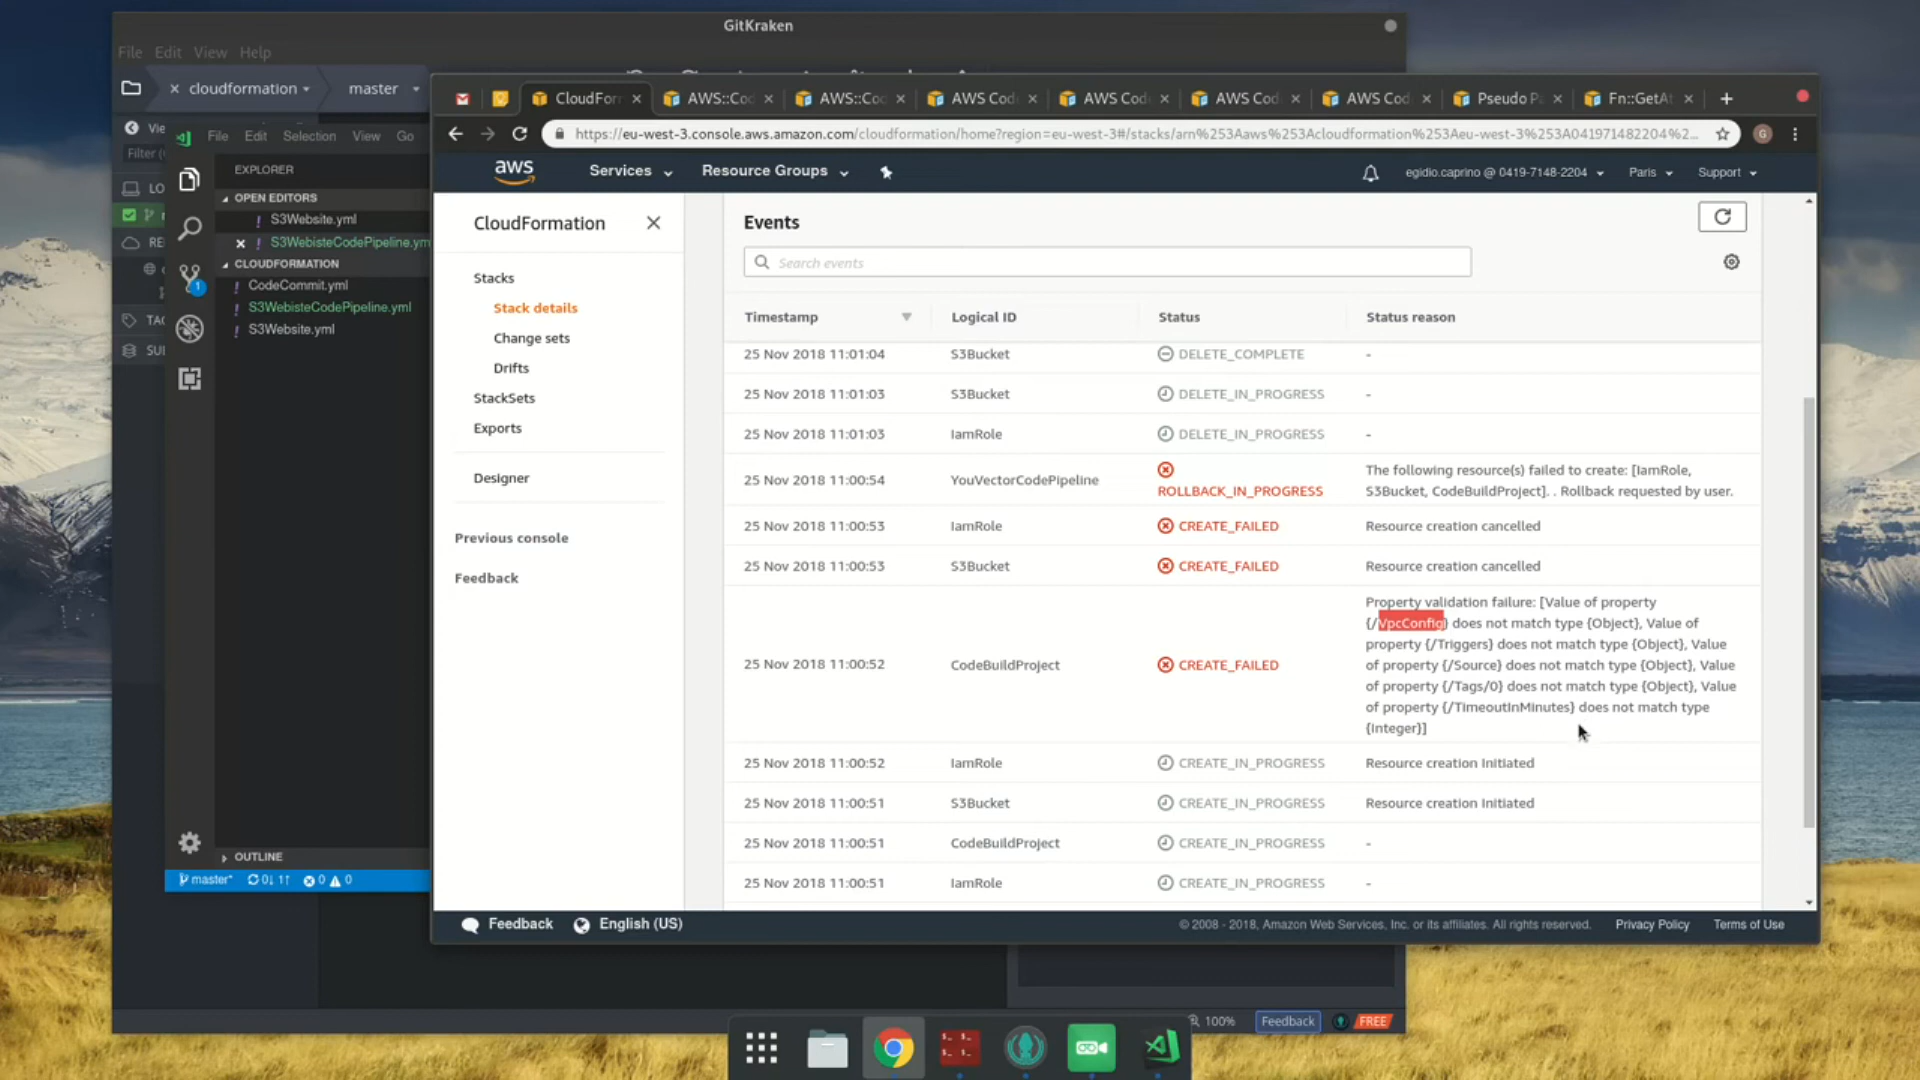 GitKraken
File Edit View Help
cloudformation
master
CloudFor
AWS::Co
AWS::Co
AWS Cod
AWS Cod
AWS Cod
AWS Cod
Pseudo P
Fn::GetAt
Vie
File Edit Selection View Go
https://eu-west-3.console.aws.amazon.com/cloudformation/home?region=eu-west-3#/stacks/arn%253Aaws%253Acloudformation%253Aeu-west-3%253A041971482204%2...
G
Filter (
EXPLORER
aws
Services
Resource Groups
egidio.caprino @ 0419-7148-2204
Paris
Support
LO
OPEN EDITORS
S3Website.yml
RE
S3WebisteCodePipeline.ym
CLOUDFORMATION
CodeCommit.yml
S3WebisteCodePipeline.yml
S3Website.yml
TAG
SUI
1
CloudFormation
Stacks
Stack details
Change sets
Drifts
StackSets
Exports
Designer
Previous console
Feedback
Events
Search events
Timestamp Logical ID Status Status reason
25 Nov 2018 11:01:04 S3Bucket DELETE_COMPLETE -
25 Nov 2018 11:01:03 S3Bucket DELETE_IN_PROGRESS -
25 Nov 2018 11:01:03 IamRole DELETE_IN_PROGRESS -
25 Nov 2018 11:00:54 YouVectorCodePipeline ROLLBACK_IN_PROGRESS The following resource(s) failed to create: [IamRole,
S3Bucket, CodeBuildProject]. . Rollback requested by user.
25 Nov 2018 11:00:53 IamRole CREATE_FAILED Resource creation cancelled
25 Nov 2018 11:00:53 S3Bucket CREATE_FAILED Resource creation cancelled
25 Nov 2018 11:00:52 CodeBuildProject CREATE_FAILED Property validation failure: [Value of property
{/VpcConfig} does not match type {Object}, Value of
property {/Triggers} does not match type {Object}, Value
of property {/Source} does not match type {Object}, Value
of property {/Tags/0} does not match type {Object}, Value
of property {/TimeoutInMinutes} does not match type
{Integer}]
25 Nov 2018 11:00:52 IamRole CREATE_IN_PROGRESS Resource creation Initiated
25 Nov 2018 11:00:51 S3Bucket CREATE_IN_PROGRESS Resource creation Initiated
25 Nov 2018 11:00:51 CodeBuildProject CREATE_IN_PROGRESS -
25 Nov 2018 11:00:51 IamRole CREATE_IN_PROGRESS -
OUTLINE
master* 0↓ 1↑ 0 0
Feedback
English (US)
© 2008 - 2018, Amazon Web Services, Inc. or its affiliates. All rights reserved.
Privacy Policy
Terms of Use
100%
Feedback
FREE